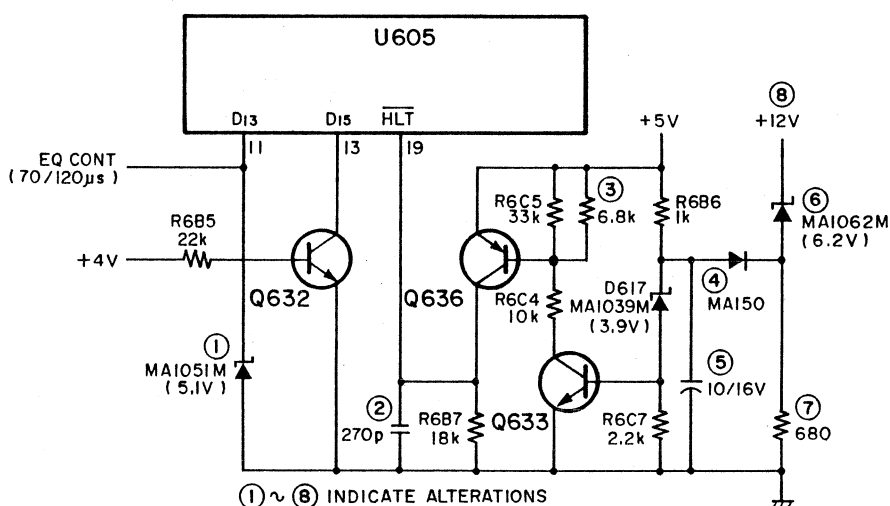 U605
D13 D15 HLT
11 13 19
+5V
⑧
+12V
EQ CONT
(70/120µs)
R6B5
22k
+4V
Q632
Q636
R6C5
33k
③
6.8k
R6B6
1k
⑥
MA1062M
(6.2V)
R6C4
10k
D617
MA1039M
(3.9V)
④
MA150
①
MA1051M
(5.1V)
②
270p
R6B7
18k
Q633
R6C7
2.2k
⑤
10/16V
⑦
680
①~⑧ INDICATE ALTERATIONS